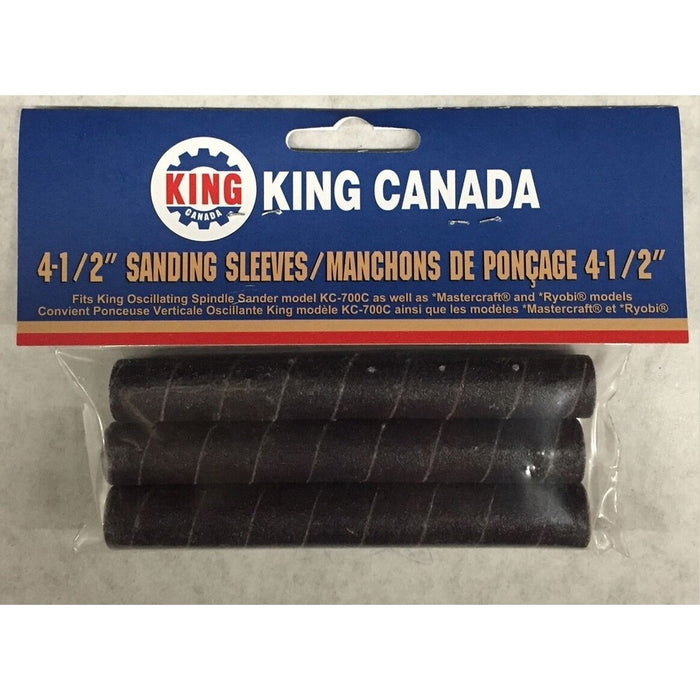 KING
CANADA
KING CANADA
4-1/2" SANDING SLEEVES/MANCHONS DE PONÇAGE 4-1/2"
Fits King Oscillating Spindle Sander model KC-700C as well as *Mastercraft® and *Ryobi® models
Convient Ponceuse Verticale Oscillante King modèle KC-700C ainsi que les modèles *Mastercraft® et *Ryobi®